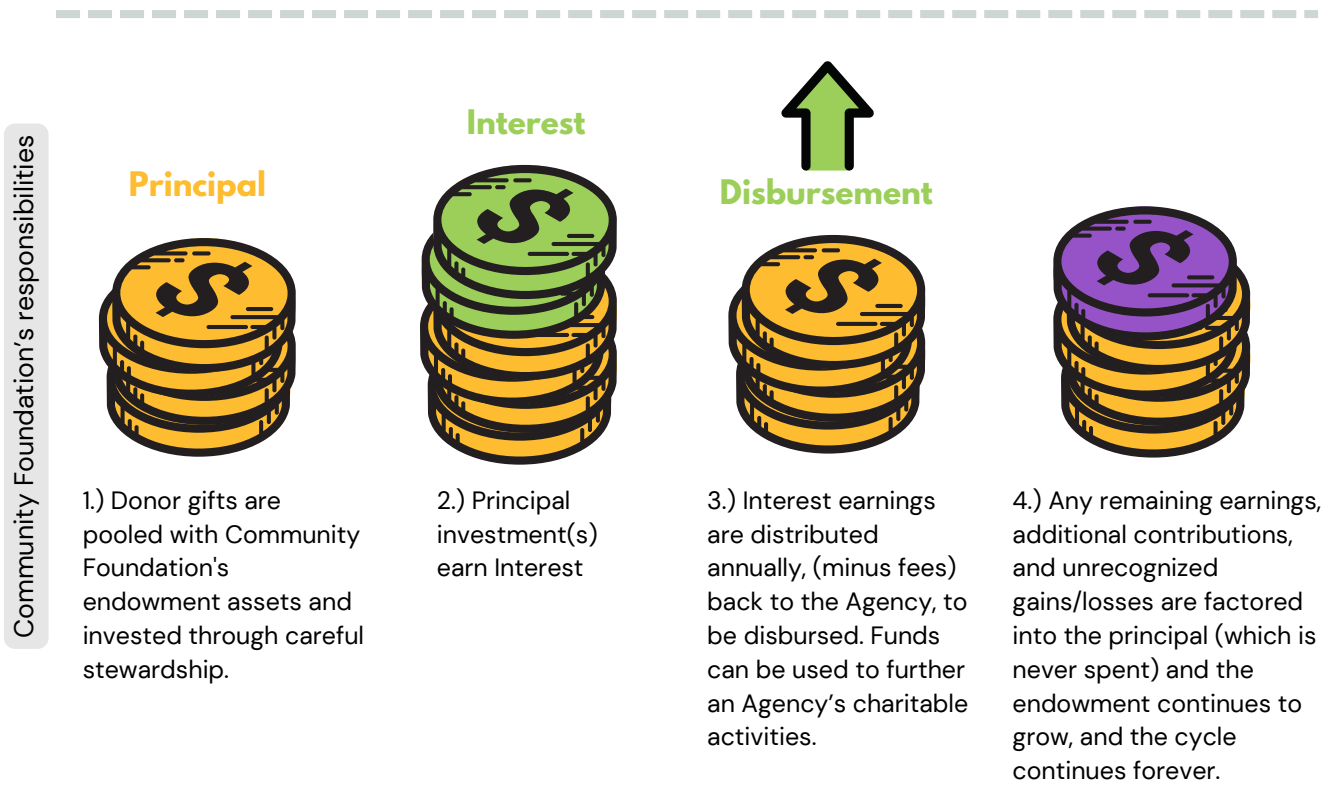 Community Foundation's responsibilities
Principal
1.) Donor gifts are
pooled with Community
Foundation's
endowment assets and
invested through careful
stewardship.
Interest
2.) Principal
investment(s)
earn Interest
Disbursement
3.) Interest earnings
are distributed
annually, (minus fees)
back to the Agency, to
be disbursed. Funds
can be used to further
an Agency’s charitable
activities.
4.) Any remaining earnings,
additional contributions,
and unrecognized
gains/losses are factored
into the principal (which is
never spent) and the
endowment continues to
grow, and the cycle
continues forever.
$
$
$
$